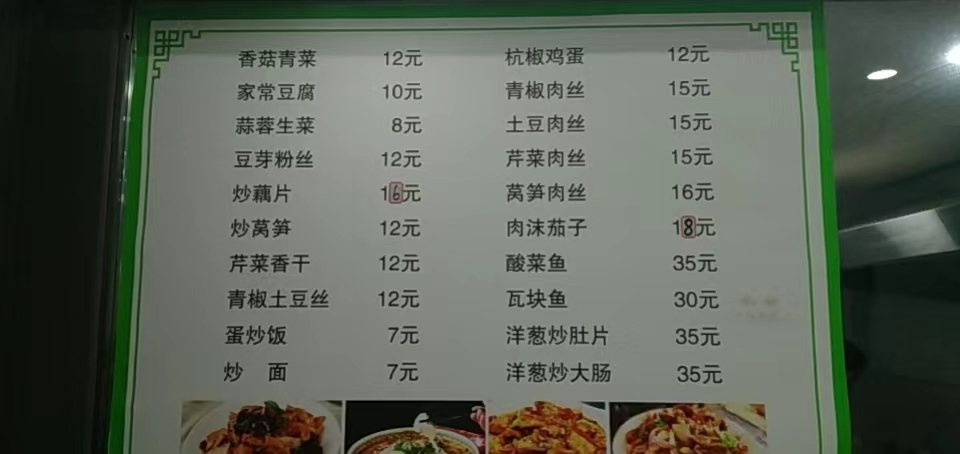 香菇青菜 12元 杭椒鸡蛋 12元
家常豆腐 10元 青椒肉丝 15元
蒜蓉生菜 8元 土豆肉丝 15元
豆芽粉丝 12元 芹菜肉丝 15元
炒藕片 16元 莴笋肉丝 16元
炒莴笋 12元 肉沫茄子 18元
芹菜香干 12元 酸菜鱼 35元
青椒土豆丝 12元 瓦块鱼 30元
蛋炒饭 7元 洋葱炒肚片 35元
炒 面 7元 洋葱炒大肠 35元